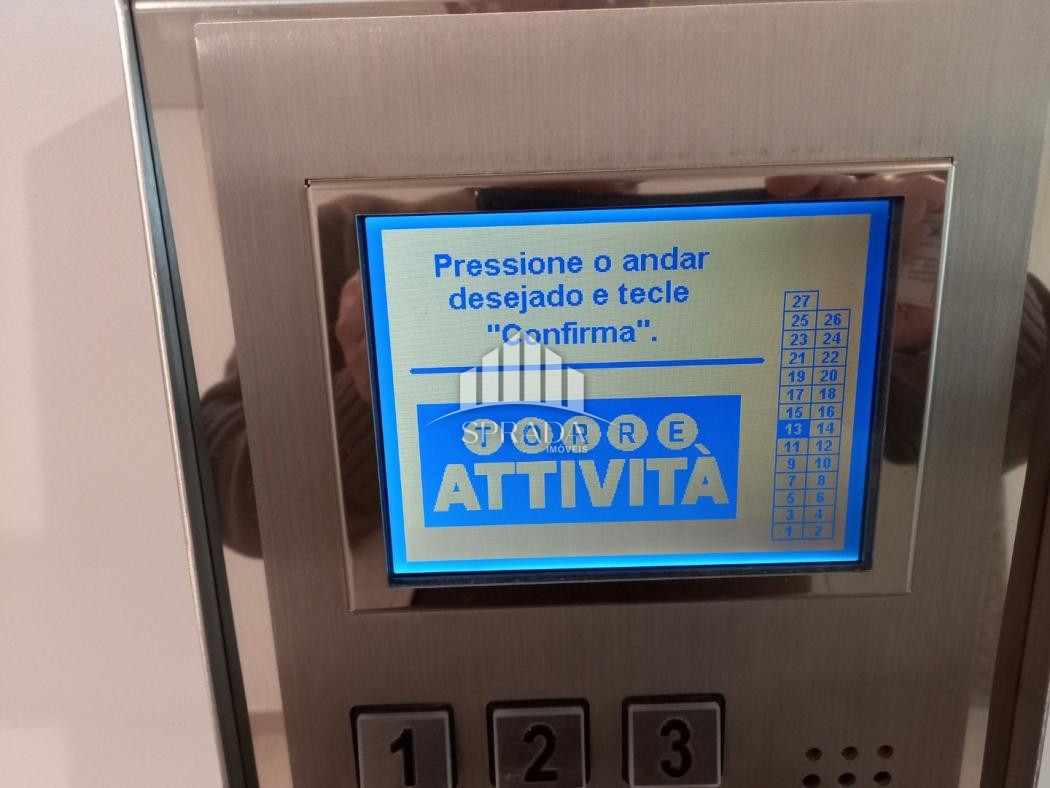 Pressione o andar
desejado e tecle
"Confirma".
TORRE
ATTIVITÀ
SPRADA
IMÓVEIS
27
25 26
23 24
21 22
19 20
17 18
15 16
13 14
11 12
9 10
7 8
5 6
3 4
1 2
1 2 3